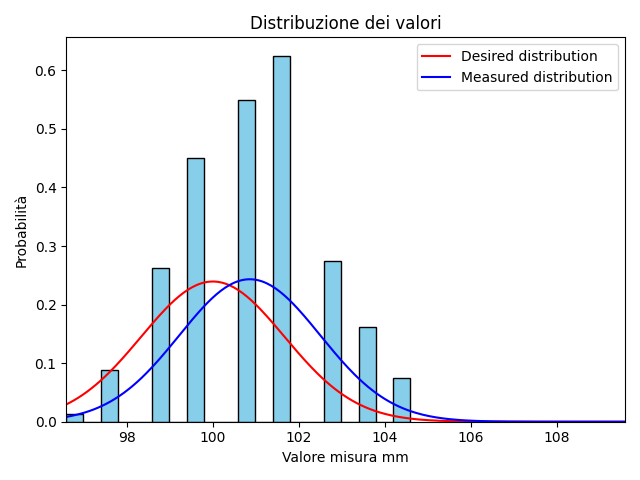 Distribuzione dei valori
Desired distribution
Measured distribution
Probabilità
0.6
0.5
0.4
0.3
0.2
0.1
0.0
98 100 102 104 106 108
Valore misura mm